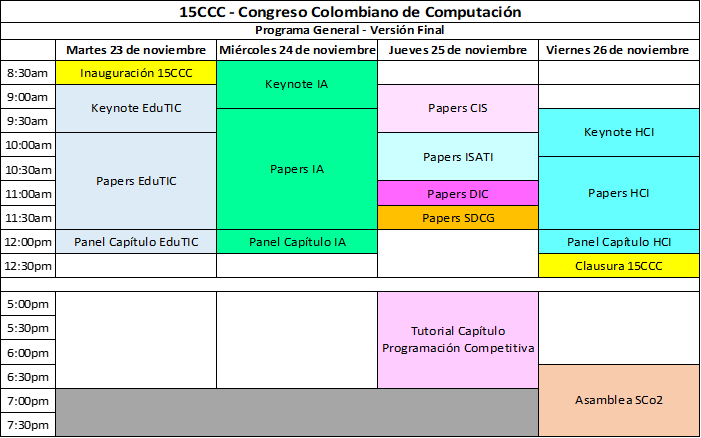 15CCC - Congreso Colombiano de Computación
Programa General - Versión Final
Martes 23 de noviembre Miércoles 24 de noviembre Jueves 25 de noviembre Viernes 26 de noviembre
8:30am Inauguración 15CCC
Keynote IA
9:00am
Keynote EduTIC Papers CIS
9:30am
Keynote HCI
10:00am
Papers ISATI
10:30am
Papers EduTIC Papers IA Papers HCI
11:00am Papers DIC
11:30am Papers SDCG
12:00pm Panel Capítulo EduTIC Panel Capítulo IA Panel Capítulo HCI
12:30pm Clausura 15CCC
5:00pm
5:30pm Tutorial Capítulo
6:00pm Programación Competitiva
6:30pm
7:00pm Asamblea SCo2
7:30pm